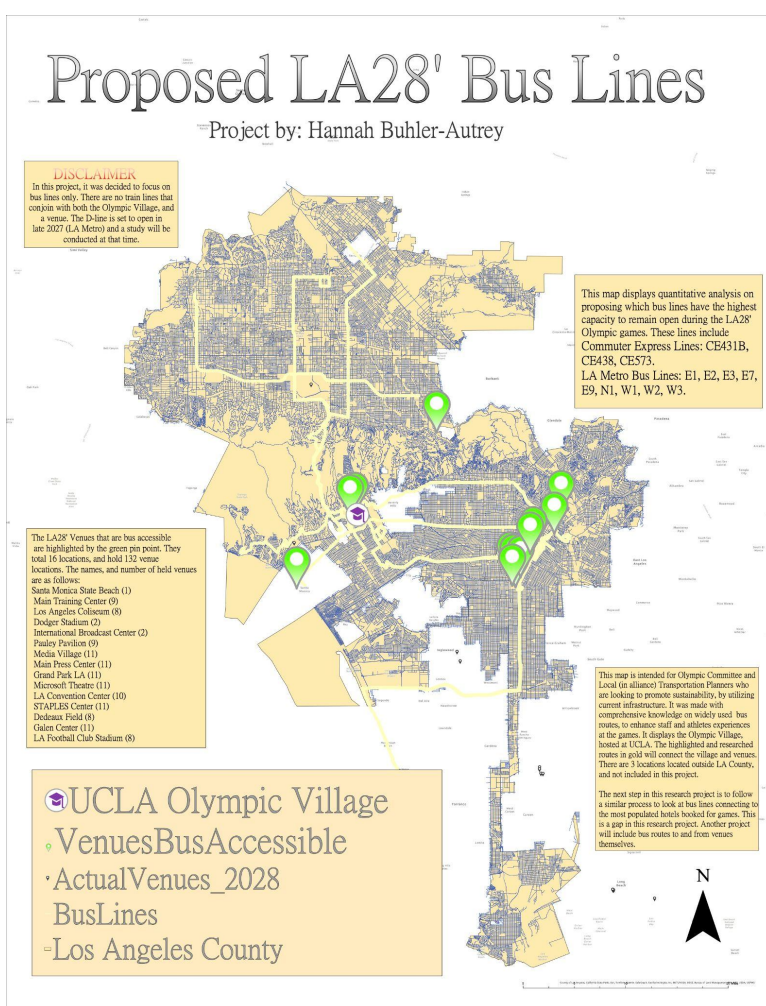 Proposed LA28' Bus Lines
Project by: Hannah Buhler-Autrey
DISCLAIMER
In this project, it was decided to focus on
bus lines only. There are no train lines that
conjoin with both the Olympic Village, and
a venue. The D-line is set to open in
late 2027 (LA Metro) and a study will be
conducted at that time.
This map displays quantitative analysis on
proposing which bus lines have the highest
capacity to remain open during the LA28'
Olympic games. These lines include
Commuter Express Lines: CE431B,
CE438, CE573.
LA Metro Bus Lines: E1, E2, E3, E7,
E9, N1, W1, W2, W3.
The LA28' Venues that are bus accessible
are highlighted by the green pin point. They
total 16 locations, and hold 132 venue
locations. The names, and number of held venues
are as follows:
Santa Monica State Beach (1)
Main Training Center (9)
Los Angeles Coliseum (8)
Dodger Stadium (2)
International Broadcast Center (2)
Pauley Pavilion (9)
Media Village (11)
Main Press Center (11)
Grand Park LA (11)
Microsoft Theatre (11)
LA Convention Center (10)
STAPLES Center (11)
Dedeaux Field (8)
Galen Center (11)
LA Football Club Stadium (8)
This map is intended for Olympic Committee and
Local (in alliance) Transportation Planners who
are looking to promote sustainability, by utilizing
current infrastructure. It was made with
comprehensive knowledge on widely used bus
routes, to enhance staff and athletes experiences
at the games. It displays the Olympic Village,
hosted at UCLA. The highlighted and researched
routes in gold will connect the village and venues.
There are 3 locations located outside LA County,
and not included in this project.
The next step in this research project is to follow
a similar process to look at bus lines connecting to
the most populated hotels booked for games. This
is a gap in this research project. Another project
will include bus routes to and from venues
themselves.
UCLA Olympic Village
VenuesBusAccessible
ActualVenues_2028
BusLines
Los Angeles County
N
Long
Beach